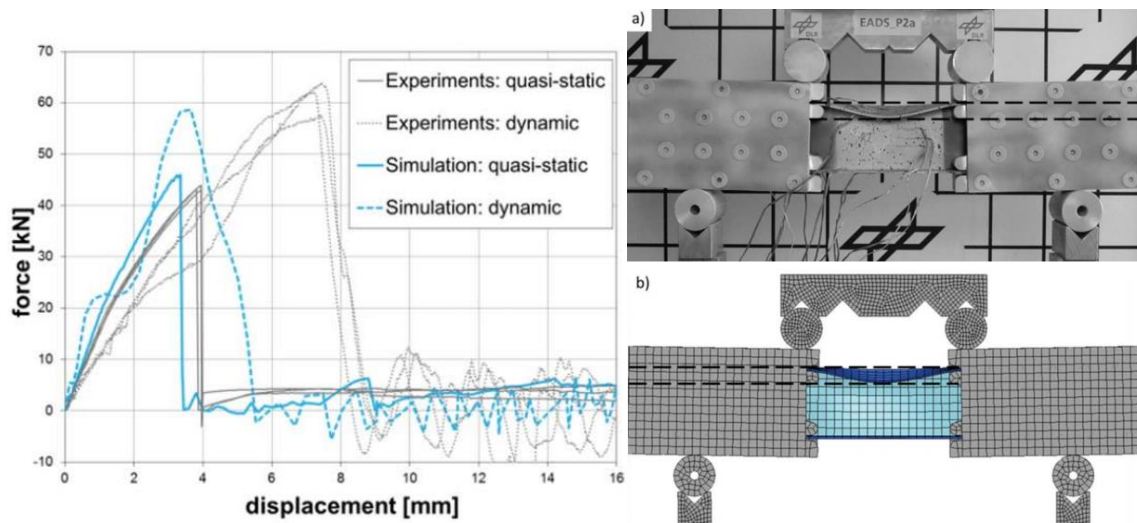 70
60
50
40
30
20
10
0
-10
force [kN]
Experiments: quasi-static
Experiments: dynamic
Simulation: quasi-static
Simulation: dynamic
0 2 4 6 8 10 12 14 16
displacement [mm]
a)
EADS_P2a
DLR
DLR
b)